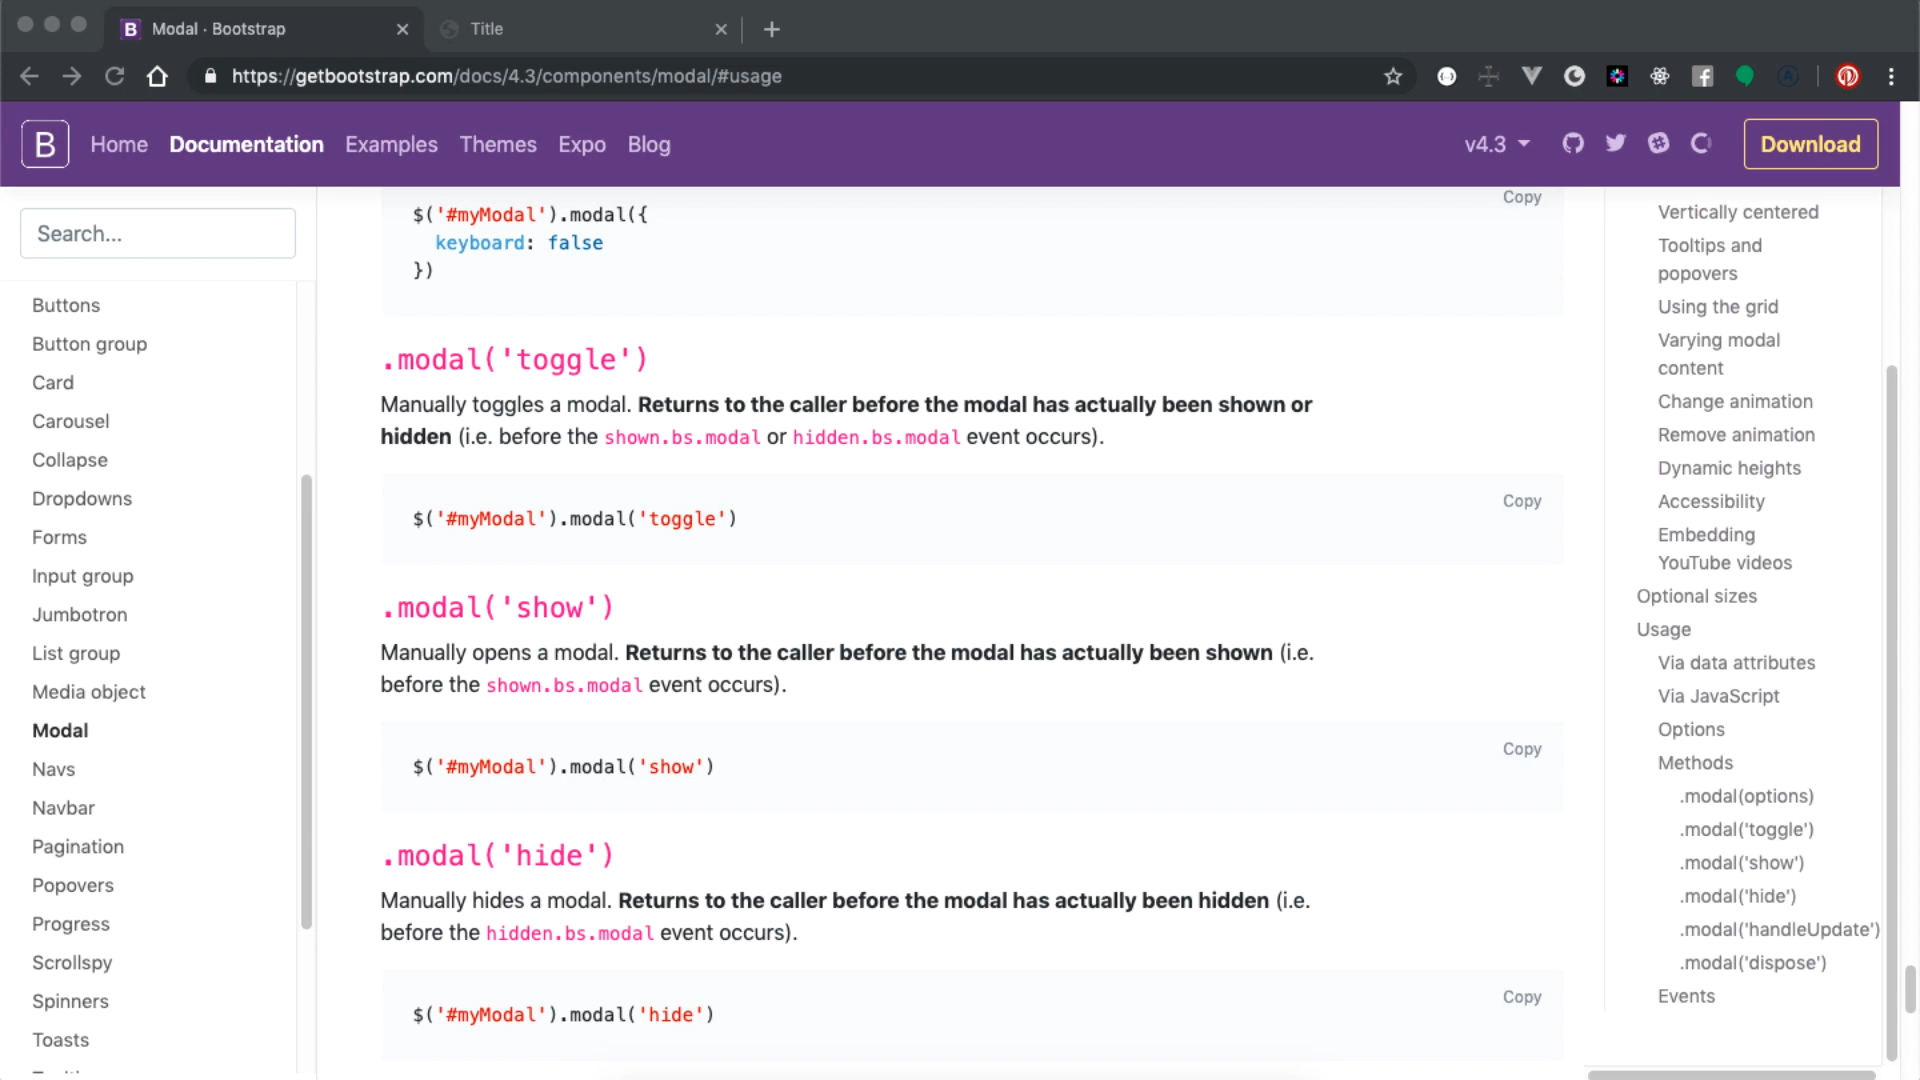 B Modal · Bootstrap
Title
https://getbootstrap.com/docs/4.3/components/modal/#usage
B Home Documentation Examples Themes Expo Blog v4.3 Download
Search...
Buttons
Button group
Card
Carousel
Collapse
Dropdowns
Forms
Input group
Jumbotron
List group
Media object
Modal
Navs
Navbar
Pagination
Popovers
Progress
Scrollspy
Spinners
Toasts
Copy
$('#myModal').modal({
keyboard: false
})
.modal('toggle')
Manually toggles a modal. Returns to the caller before the modal has actually been shown or
hidden (i.e. before the shown.bs.modal or hidden.bs.modal event occurs).
Copy
$('#myModal').modal('toggle')
.modal('show')
Manually opens a modal. Returns to the caller before the modal has actually been shown (i.e.
before the shown.bs.modal event occurs).
Copy
$('#myModal').modal('show')
.modal('hide')
Manually hides a modal. Returns to the caller before the modal has actually been hidden (i.e.
before the hidden.bs.modal event occurs).
Copy
$('#myModal').modal('hide')
Vertically centered
Tooltips and
popovers
Using the grid
Varying modal
content
Change animation
Remove animation
Dynamic heights
Accessibility
Embedding
YouTube videos
Optional sizes
Usage
Via data attributes
Via JavaScript
Options
Methods
.modal(options)
.modal('toggle')
.modal('show')
.modal('hide')
.modal('handleUpdate')
.modal('dispose')
Events